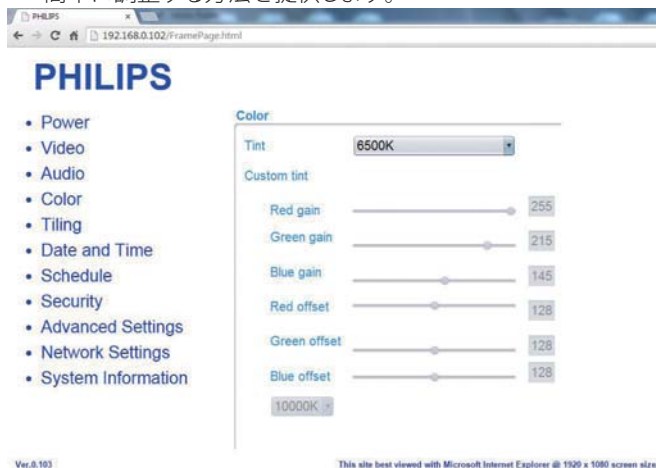 簡単に調整する方法を提供します。
PHILIPS
192.168.0.102/FramePage.html
PHILIPS
• Power
• Video
• Audio
• Color
• Tiling
• Date and Time
• Schedule
• Security
• Advanced Settings
• Network Settings
• System Information
Color
Tint 6500K
Custom tint
Red gain 255
Green gain 215
Blue gain 145
Red offset 128
Green offset 128
Blue offset 128
10000K
Ver.0.103
This site best viewed with Microsoft Internet Explorer @ 1920 x 1080 screen size